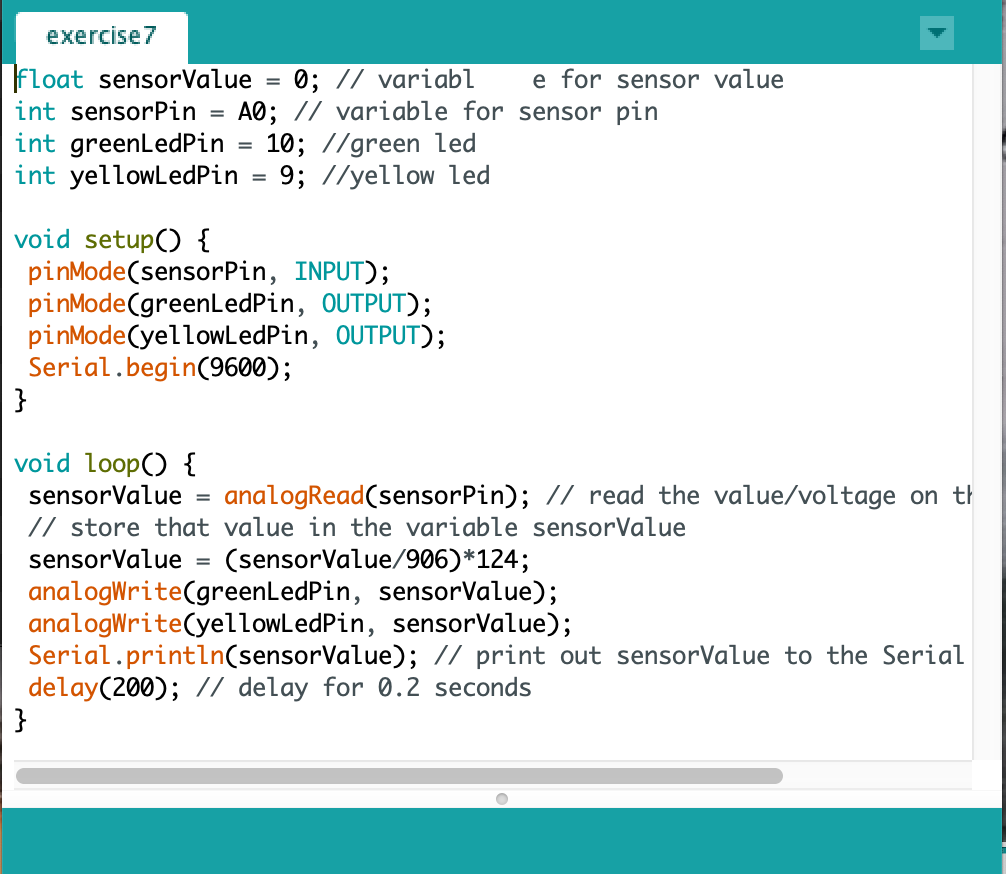 exercise7
float sensorValue = 0; // variabl    e for sensor value
int sensorPin = A0; // variable for sensor pin
int greenLedPin = 10; //green led
int yellowLedPin = 9; //yellow led
void setup() {
 pinMode(sensorPin, INPUT);
 pinMode(greenLedPin, OUTPUT);
 pinMode(yellowLedPin, OUTPUT);
 Serial.begin(9600);
}
void loop() {
 sensorValue = analogRead(sensorPin); // read the value/voltage on
 // store that value in the variable sensorValue
 sensorValue = (sensorValue/906)*124;
 analogWrite(greenLedPin, sensorValue);
 analogWrite(yellowLedPin, sensorValue);
 Serial.println(sensorValue); // print out sensorValue to the Serial
 delay(200); // delay for 0.2 seconds
}